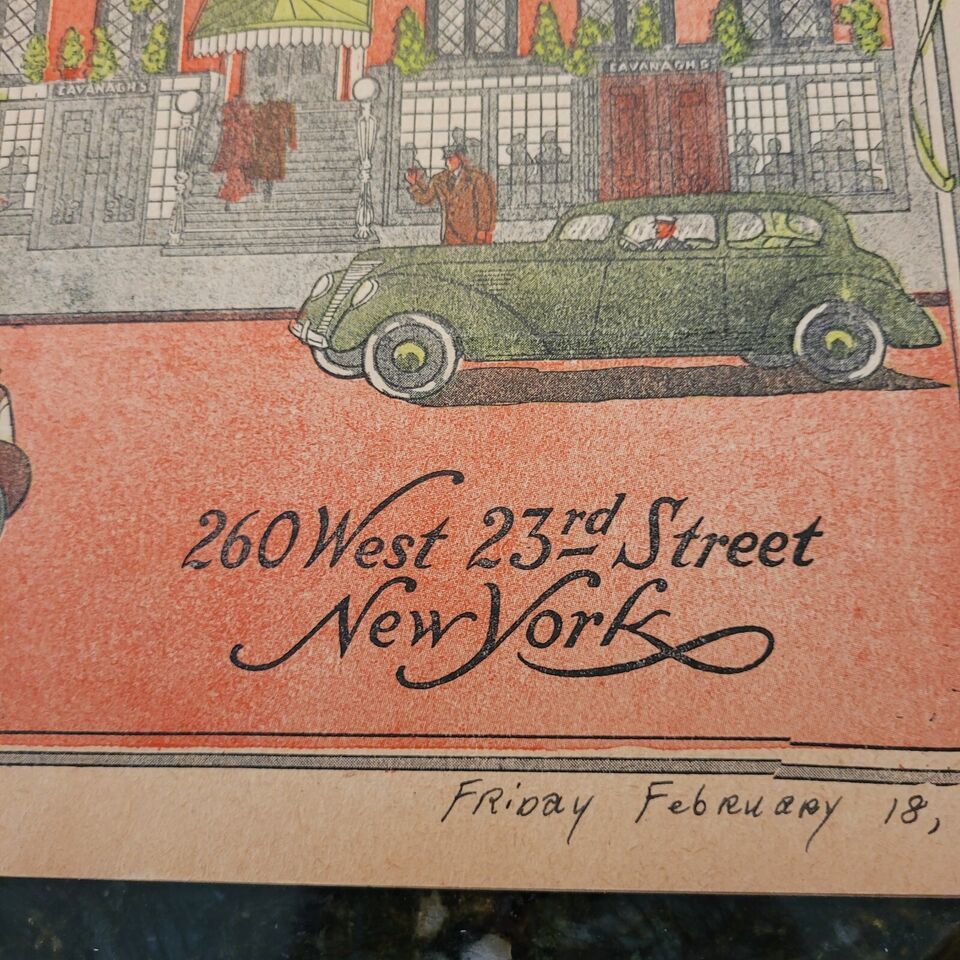 CAVANAGH'S
CAVANAGH'S
260 West 23rd Street
New York
Friday February 18,